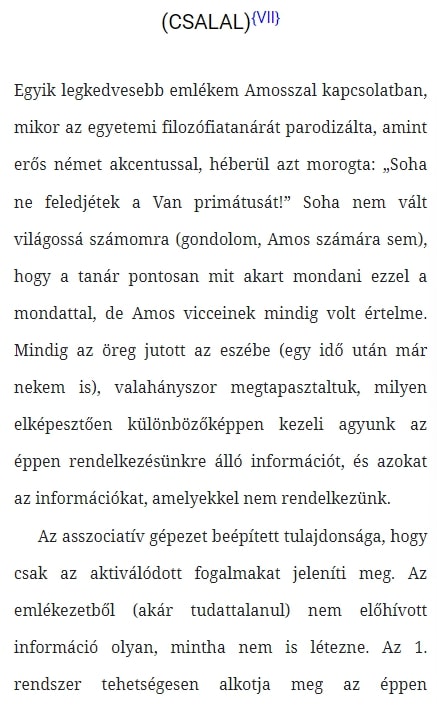 (CSALAL){VII}
Egyik legkedvesebb emlékem Amosszal kapcsolatban,
mikor az egyetemi filozófiatanárát parodizálta, amint
erős német akcentussal, héberül azt morogta: „Soha
ne feledjétek a Van primátusát!” Soha nem vált
világossá számomra (gondolom, Amos számára sem),
hogy a tanár pontosan mit akart mondani ezzel a
mondattal, de Amos vicceinek mindig volt értelme.
Mindig az öreg jutott az eszébe (egy idő után már
nekem is), valahányszor megtapasztaltuk, milyen
elképesztően különbözőképpen kezeli agyunk az
éppen rendelkezésünkre álló információt, és azokat
az információkat, amelyekkel nem rendelkezünk.
Az asszociatív gépezet beépített tulajdonsága, hogy
csak az aktiválódott fogalmakat jeleníti meg. Az
emlékezetből (akár tudattalanul) nem előhívott
információ olyan, mintha nem is létezne. Az 1.
rendszer tehetségesen alkotja meg az éppen